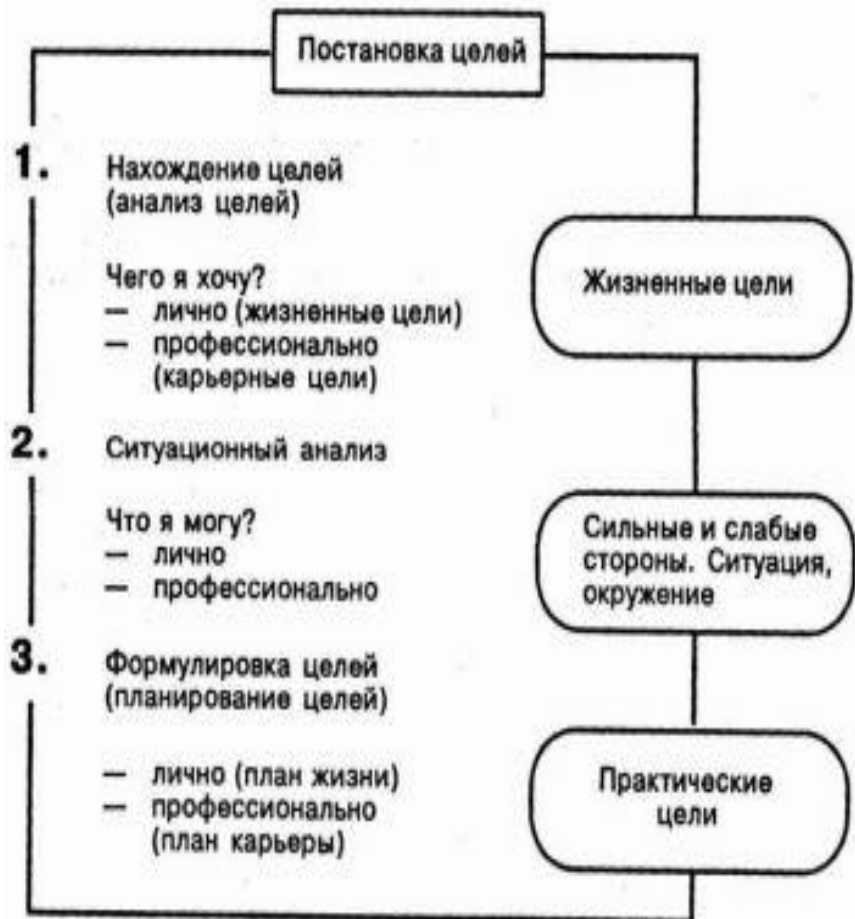 Постановка целей
1. Нахождение целей
(анализ целей)
Чего я хочу?
— лично (жизненные цели)
— профессионально
(карьерные цели)
Жизненные цели
2. Ситуационный анализ
Что я могу?
— лично
— профессионально
Сильные и слабые
стороны. Ситуация,
окружение
3. Формулировка целей
(планирование целей)
— лично (план жизни)
— профессионально
(план карьеры)
Практические
цели